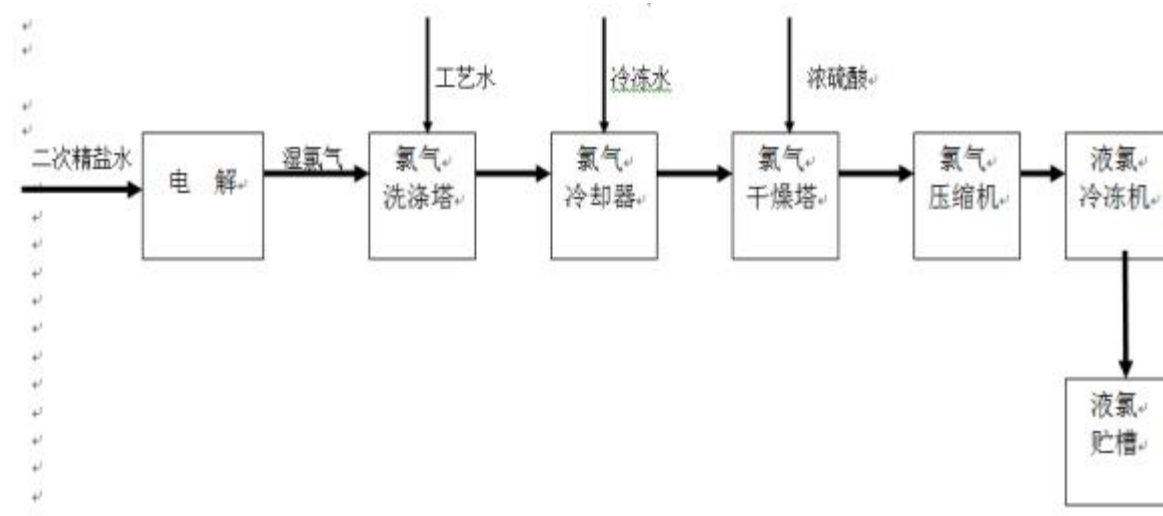 工艺水
冷冻水
浓硫酸
二次精盐水
电 解
湿氯气
氯气
洗涤塔
氯气
冷却器
氯气
干燥塔
氯气
压缩机
液氯
冷冻机
液氯
贮槽